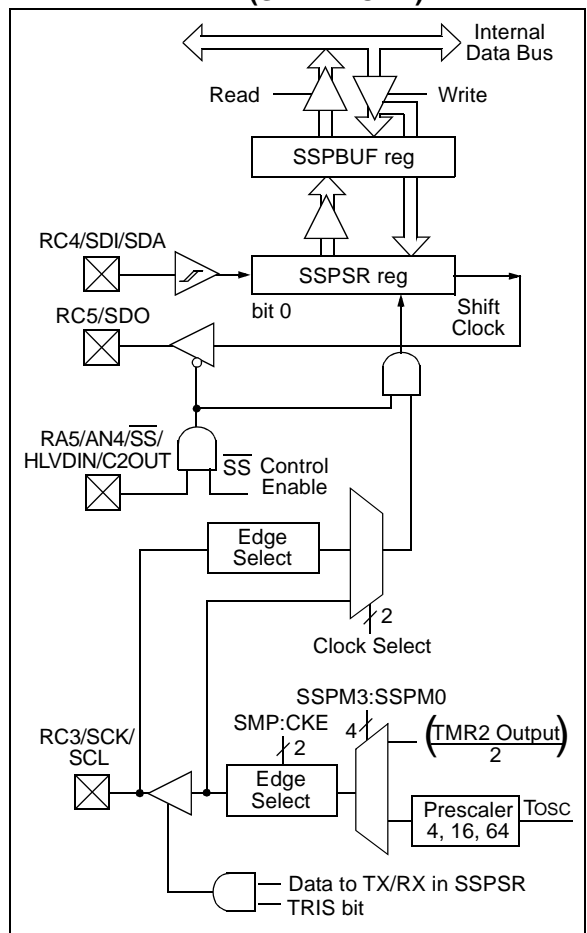 Internal
Data Bus
Read
Write
SSPBUF reg
RC4/SDI/SDA
SSPSR reg
bit 0
Shift
Clock
RC5/SDO
RA5/AN4/SS/
HLVDIN/C2OUT
SS Control
Enable
Edge
Select
2
Clock Select
SSPM3:SSPM0
SMP:CKE
4
2
(TMR2 Output)
2
RC3/SCK/
SCL
Edge
Select
Prescaler
4, 16, 64
TOSC
Data to TX/RX in SSPSR
TRIS bit